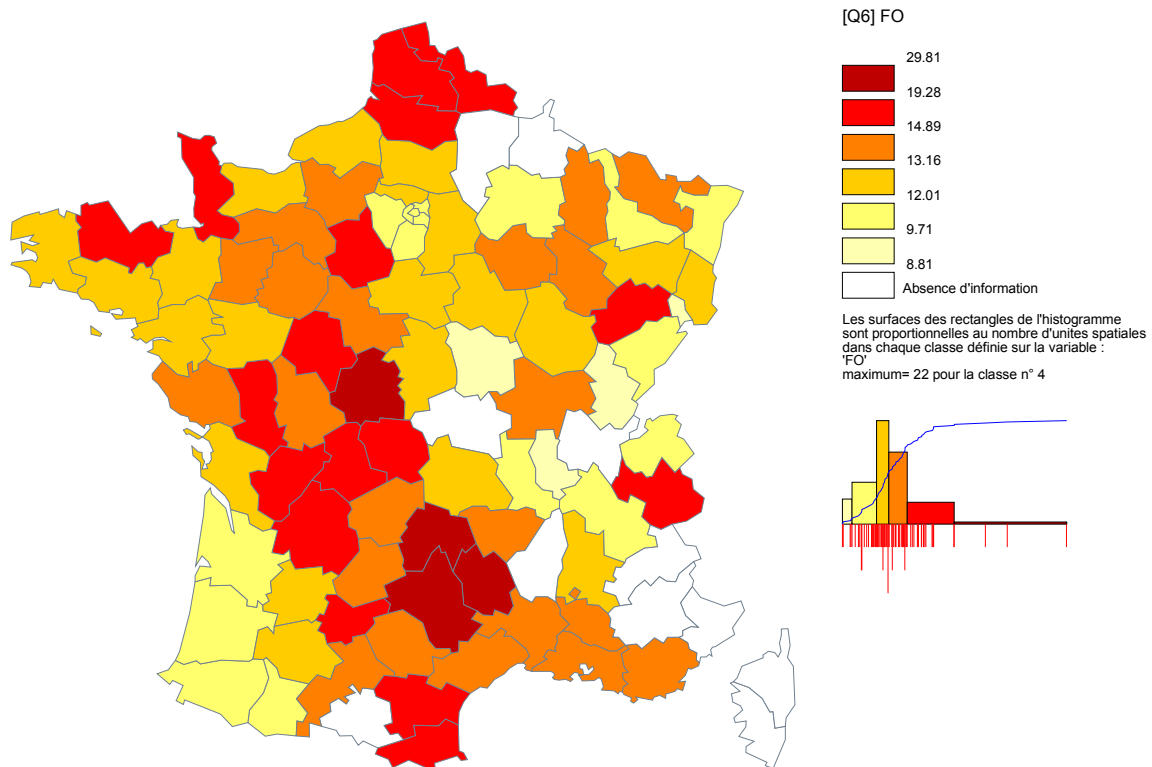 [Q6] FO
29.81
19.28
14.89
13.16
12.01
9.71
8.81
Absence d'information
Les surfaces des rectangles de l'histogramme
sont proportionnelles au nombre d'unites spatiales
dans chaque classe définie sur la variable :
'FO'
maximum= 22 pour la classe n° 4